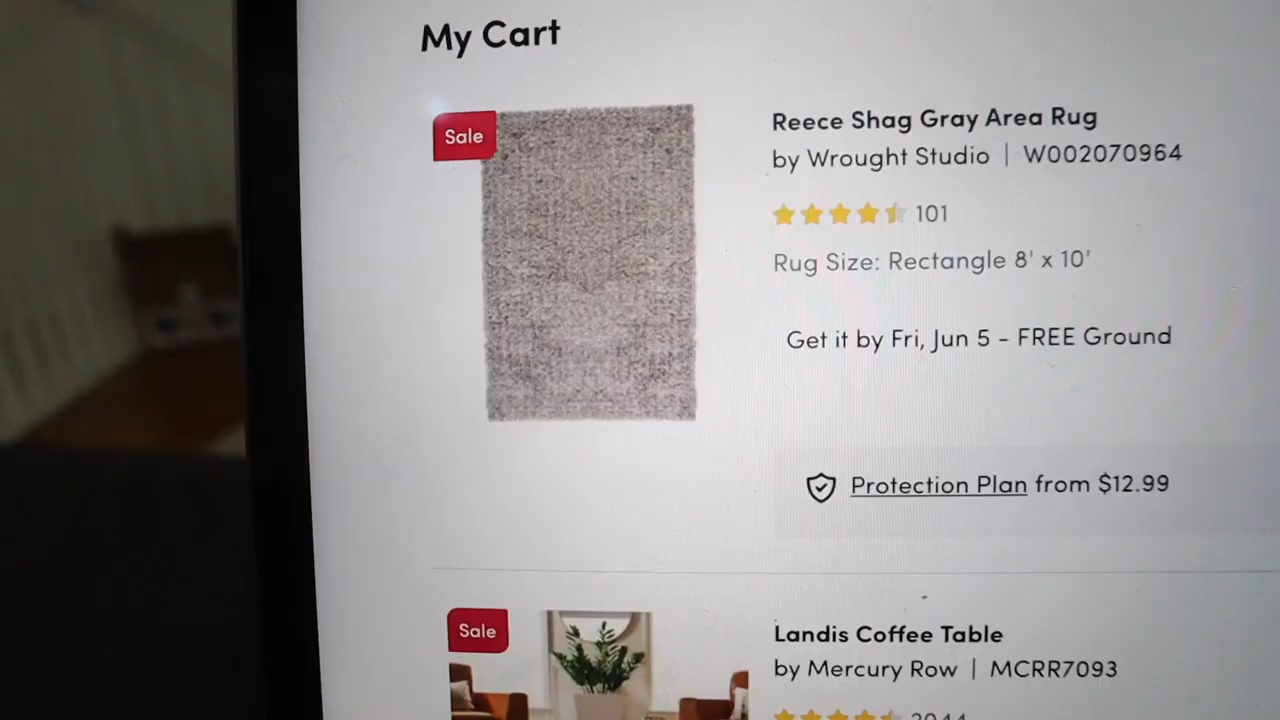 My Cart
Sale
Reece Shag Gray Area Rug
by Wrought Studio | W002070964
101
Rug Size: Rectangle 8' x 10'
Get it by Fri, Jun 5 - FREE Ground
Protection Plan from $12.99
Sale
Landis Coffee Table
by Mercury Row | MCRR7093